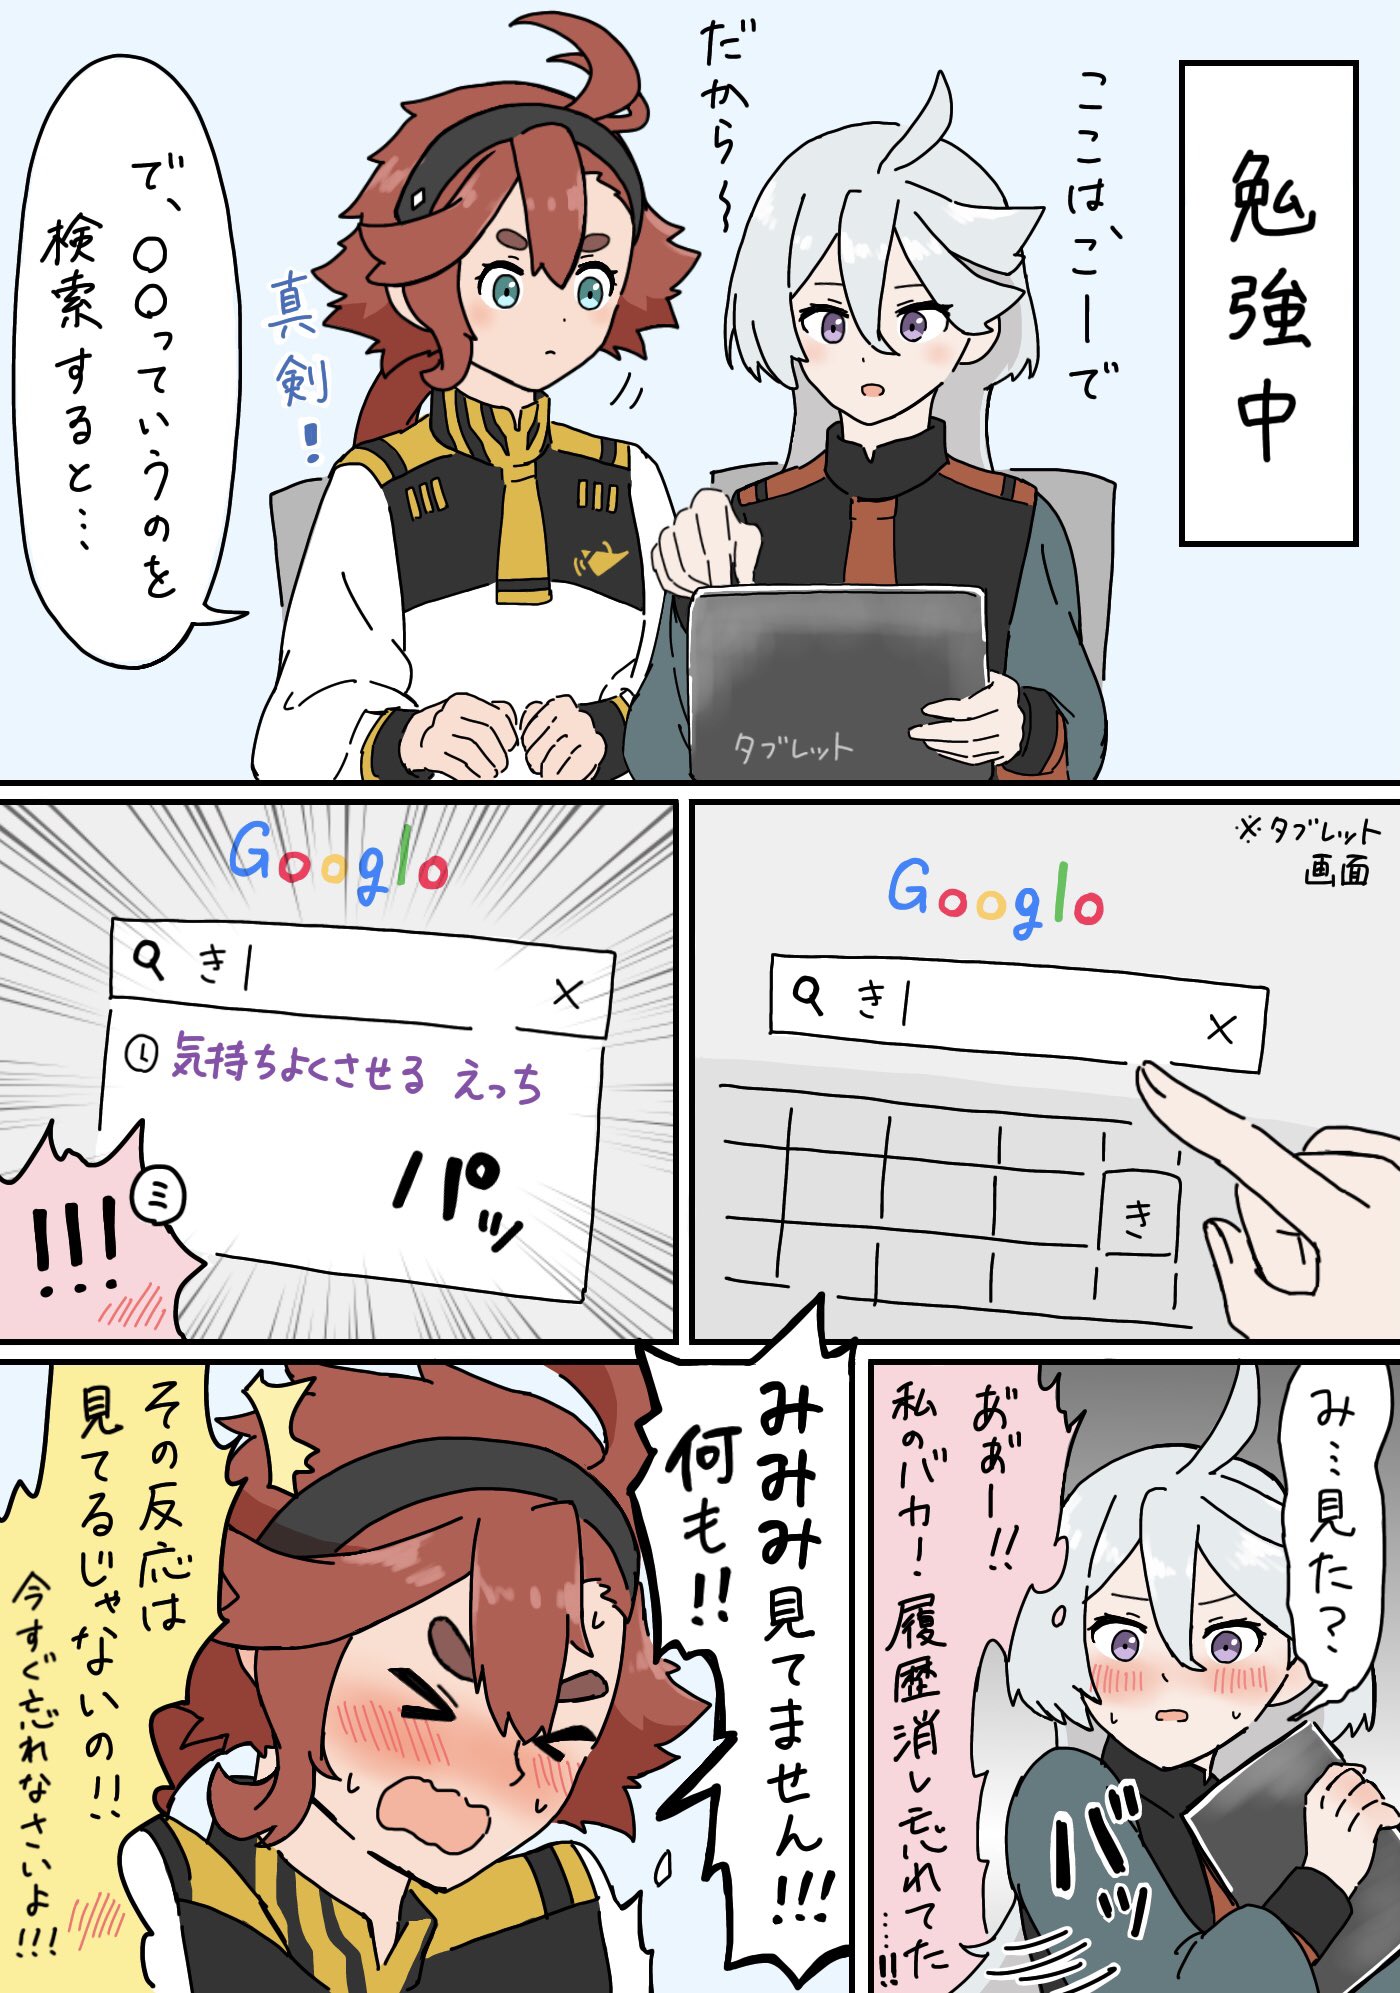 勉強中
ここは、こーで
だから〜
真剣!
で、〇〇っていうのを
検索すると…
タブレット
※タブレット
画面
Googlo
き
き
Googlo
き
気持ちよくさせる えっち
パッ
ミ
!!!
み…見た?
あ゛あ゛ー!!
私のバカー!履歴消し忘れてた……!!
バッ
みみみ見てません!!!
何も!!
その反応は
見てるじゃないの!!
今すぐ忘れなさいよ!!!